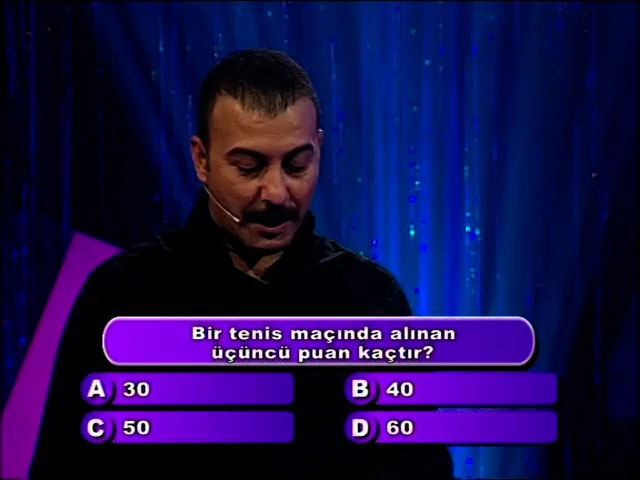 Bir tenis maçında alınan
üçüncü puan kaçtır?
A 30
B 40
C 50
D 60